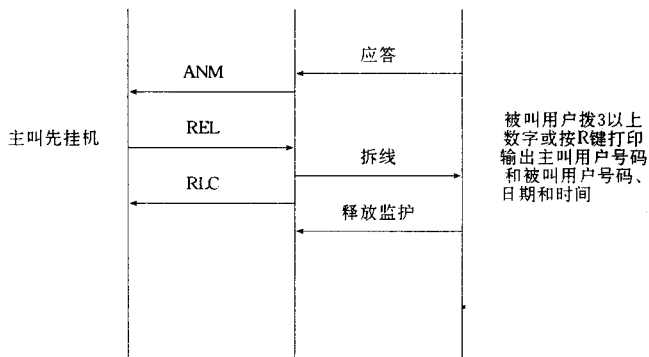 应答
ANM
主叫先挂机
REL
拆线
RLC
释放监护
被叫用户拨3以上
数字或按R键打印
输出主叫用户号码
和被叫用户号码、
日期和时间